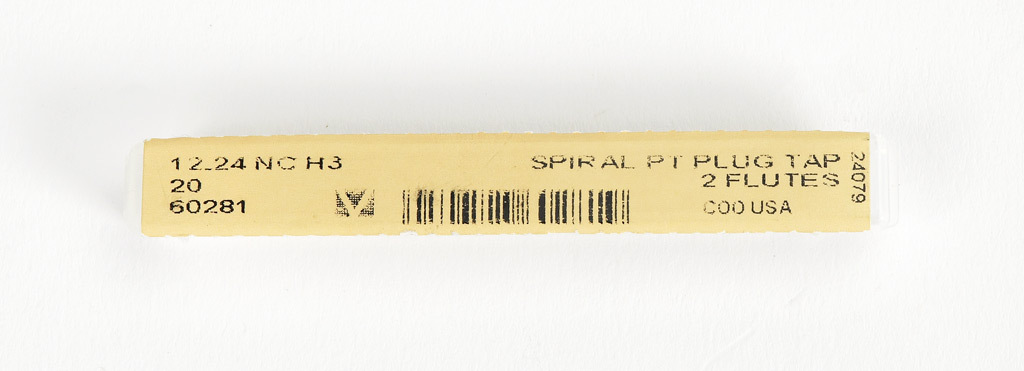 12-24 NC H3
20
60281
SPIRAL PT PLUG TAP
2 FLUTES
COO USA
24079